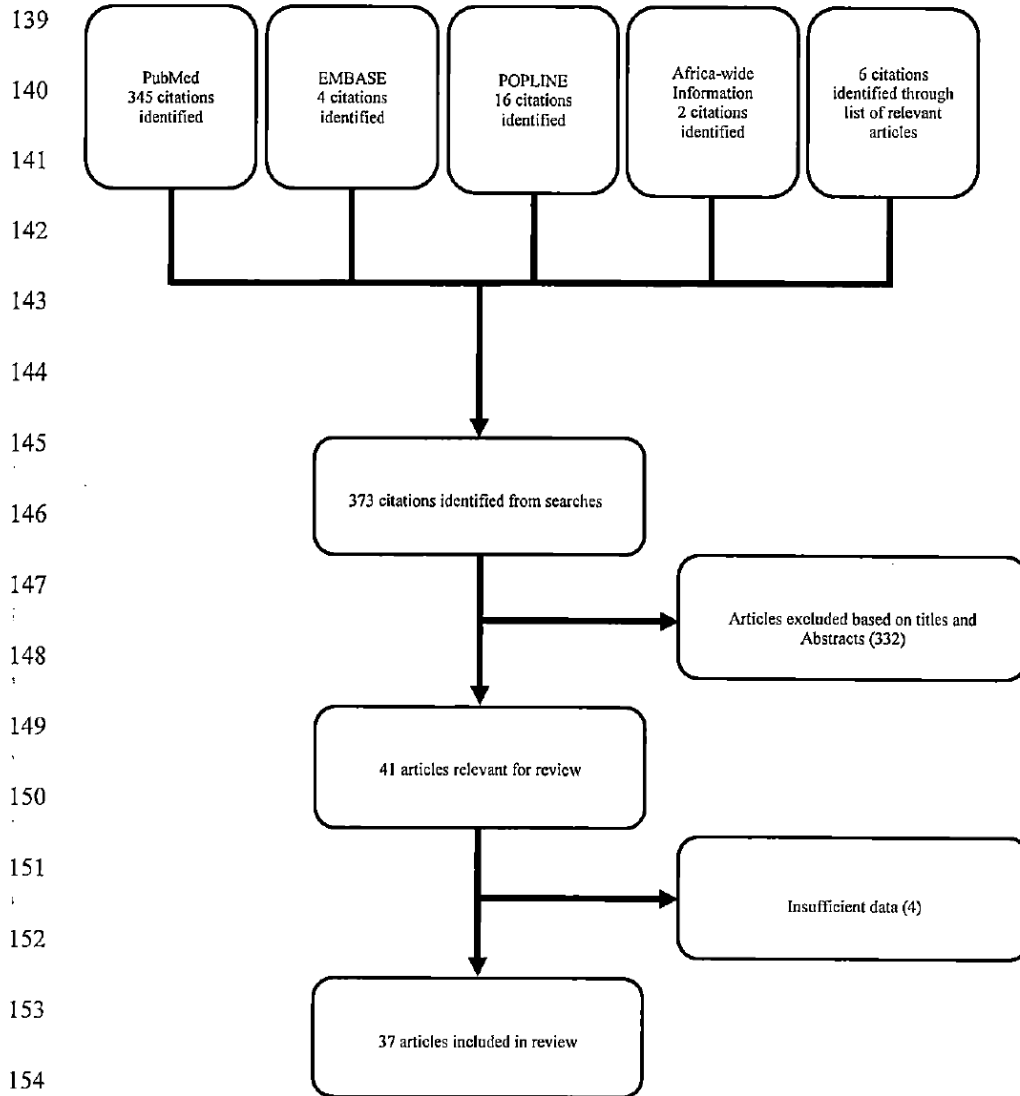 139
PubMed
345 citations
identified
EMBASE
4 citations
identified
POPLINE
16 citations
identified
Africa-wide
Information
2 citations
identified
6 citations
identified through
list of relevant
articles
140
141
142
143
144
145
373 citations identified from searches
146
147
Articles excluded based on titles and
Abstracts (332)
148
149
41 articles relevant for review
150
151
Insufficient data (4)
152
153
37 articles included in review
154